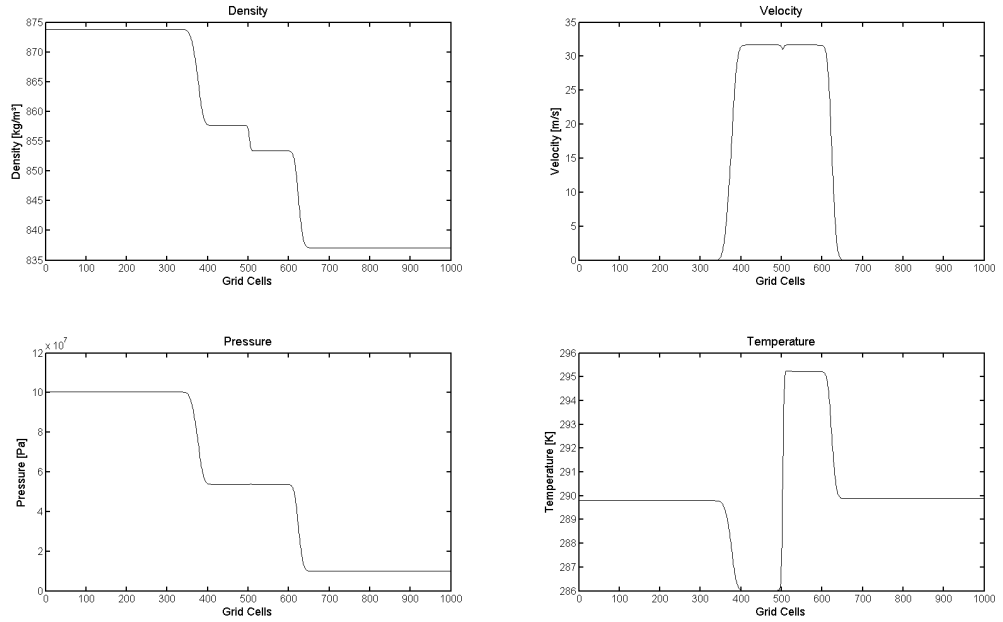 Density
875
870
865
860
855
850
845
840
835
Density [kg/m³]
0 100 200 300 400 500 600 700 800 900 1000
Grid Cells
Velocity
35
30
25
20
15
10
5
0
Velocity [m/s]
0 100 200 300 400 500 600 700 800 900 1000
Grid Cells
Pressure
x 10⁷
12
10
8
6
4
2
0
Pressure [Pa]
0 100 200 300 400 500 600 700 800 900 1000
Grid Cells
Temperature
296
295
294
293
292
291
290
289
288
287
286
Temperature [K]
0 100 200 300 400 500 600 700 800 900 1000
Grid Cells